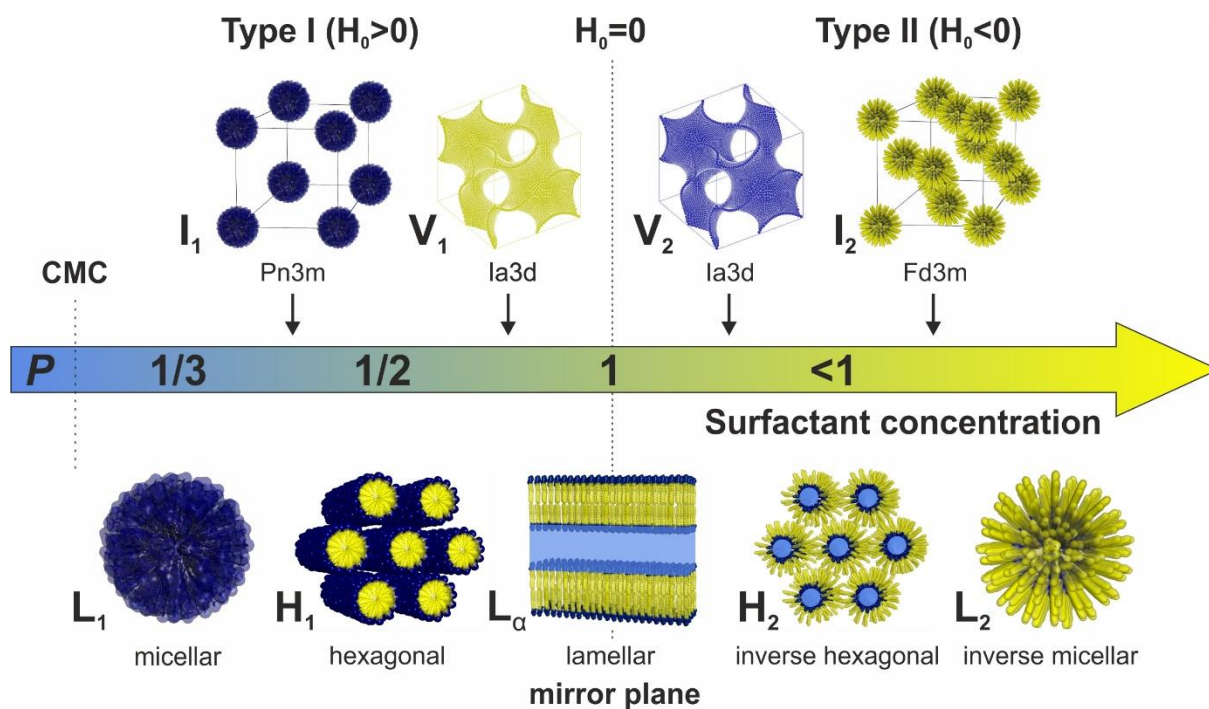 Type I (H₀>0)
H₀=0
Type II (H₀<0)
I₁
V₁
V₂
I₂
CMC
Pn3m
Ia3d
Ia3d
Fd3m
P
1/3
1/2
1
<1
Surfactant concentration
L₁
H₁
Lα
H₂
L₂
micellar
hexagonal
lamellar
inverse hexagonal
inverse micellar
mirror plane